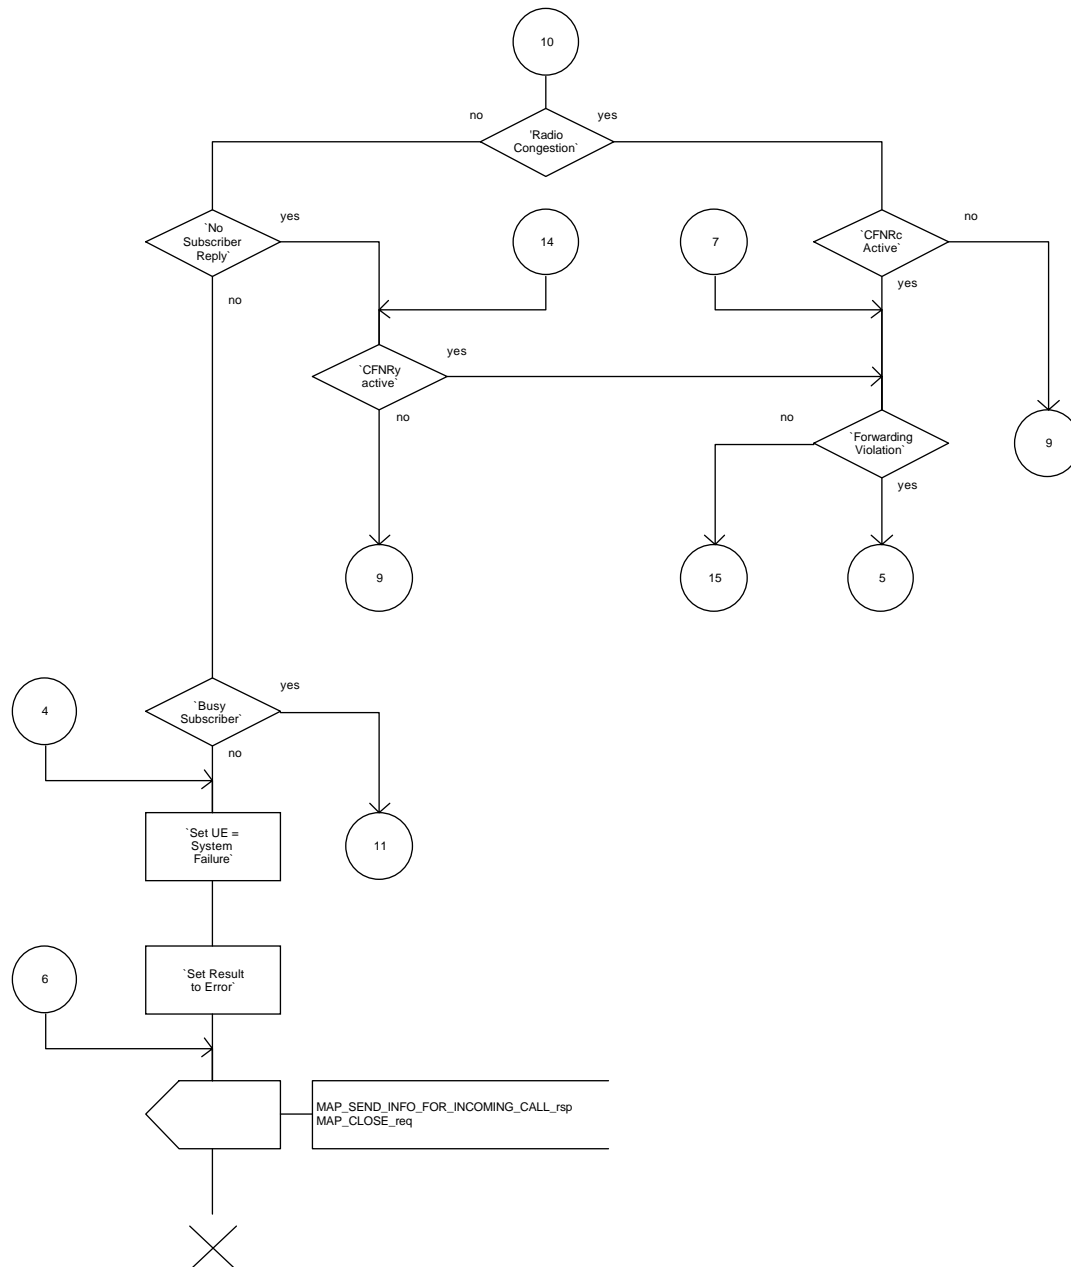 10
no
yes
'Radio
Congestion`
`No
Subscriber
Reply`
yes
14
7
`CFNRc
Active`
no
no
yes
`CFNRy
active`
yes
no
no
`Forwarding
Violation`
yes
9
9
15
5
4
`Busy
Subscriber`
yes
no
`Set UE =
System
Failure`
11
6
`Set Result
to Error`
MAP_SEND_INFO_FOR_INCOMING_CALL_rsp
MAP_CLOSE_req